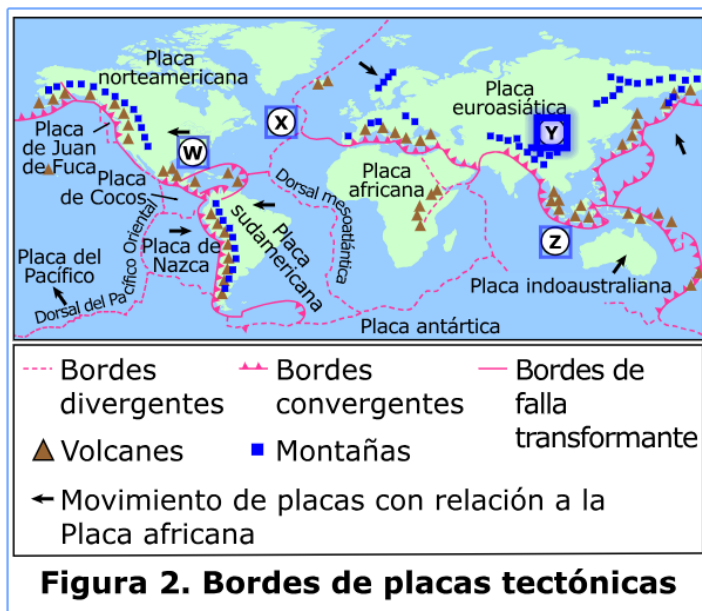 Placa
norteamericana
Placa
euroasiática
X
Y
Placa
de Juan
de Fuca
W
Placa
africana
Placa
de Cocos
Dorsal mesoatlántica
Placa
sudamericana
Z
Placa del
Pacífico
Dorsal del Pacífico Oriental
Placa de
Nazca
Placa indoaustraliana
Placa antártica
Bordes
divergentes
Bordes
convergentes
Bordes de
falla
transformante
Volcanes
Montañas
Movimiento de placas con relación a la
Placa africana
Figura 2. Bordes de placas tectónicas